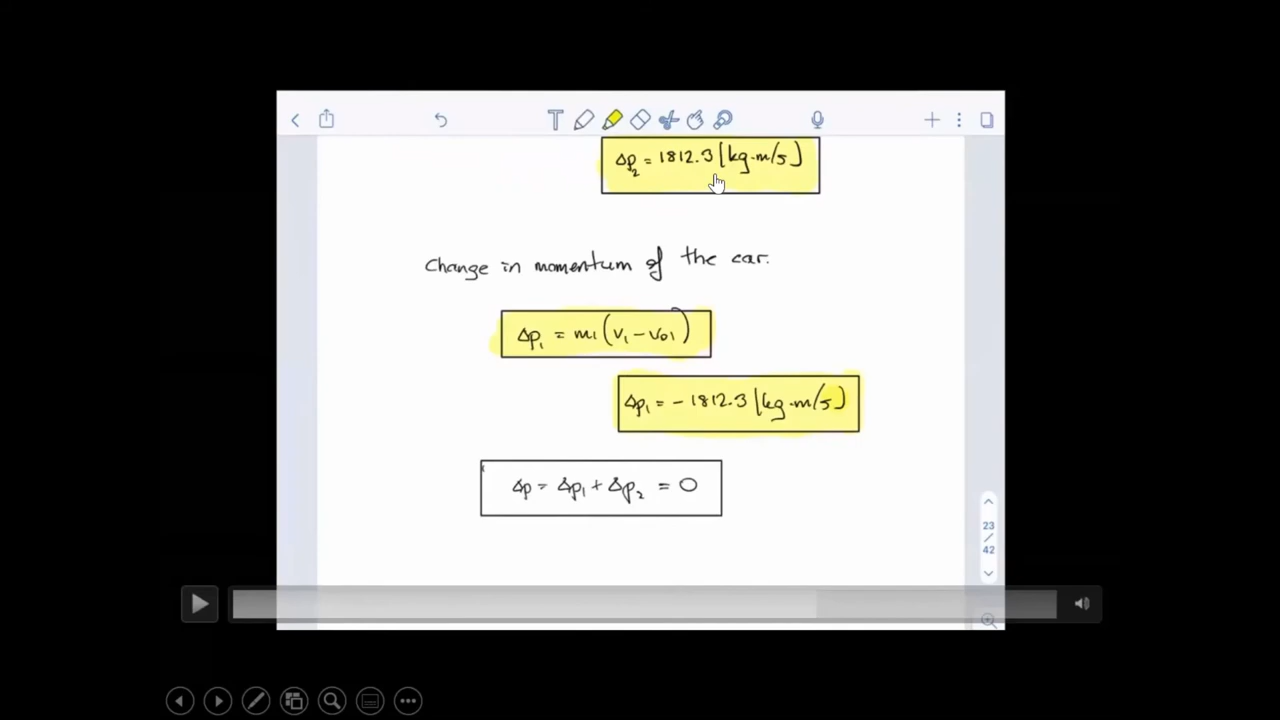 Δp₂ = 1812.3 [kg·m/s]
Change in momentum of the car.
Δp₁ = m₁(v₁ − v₀₁)
Δp₁ = − 1812.3 [kg·m/s]
Δp = Δp₁ + Δp₂ = 0
23
/
42